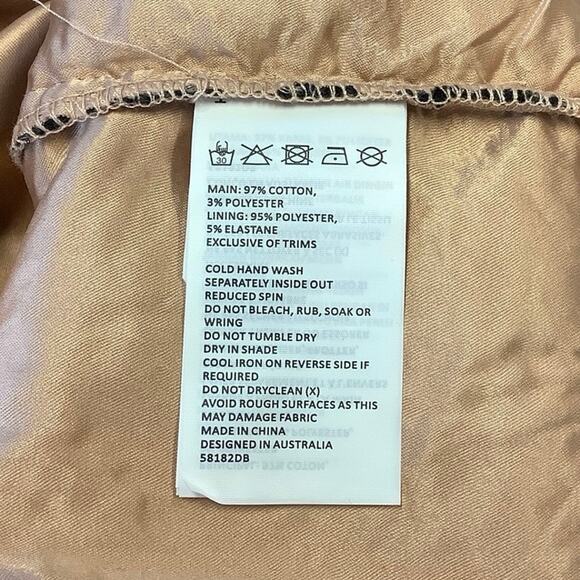 30
MAIN: 97% COTTON,
3% POLYESTER
LINING: 95% POLYESTER,
5% ELASTANE
EXCLUSIVE OF TRIMS
COLD HAND WASH
SEPARATELY INSIDE OUT
REDUCED SPIN
DO NOT BLEACH, RUB, SOAK OR
WRING
DO NOT TUMBLE DRY
DRY IN SHADE
COOL IRON ON REVERSE SIDE IF
REQUIRED
DO NOT DRYCLEAN (X)
AVOID ROUGH SURFACES AS THIS
MAY DAMAGE FABRIC
MADE IN CHINA
DESIGNED IN AUSTRALIA
58182DB